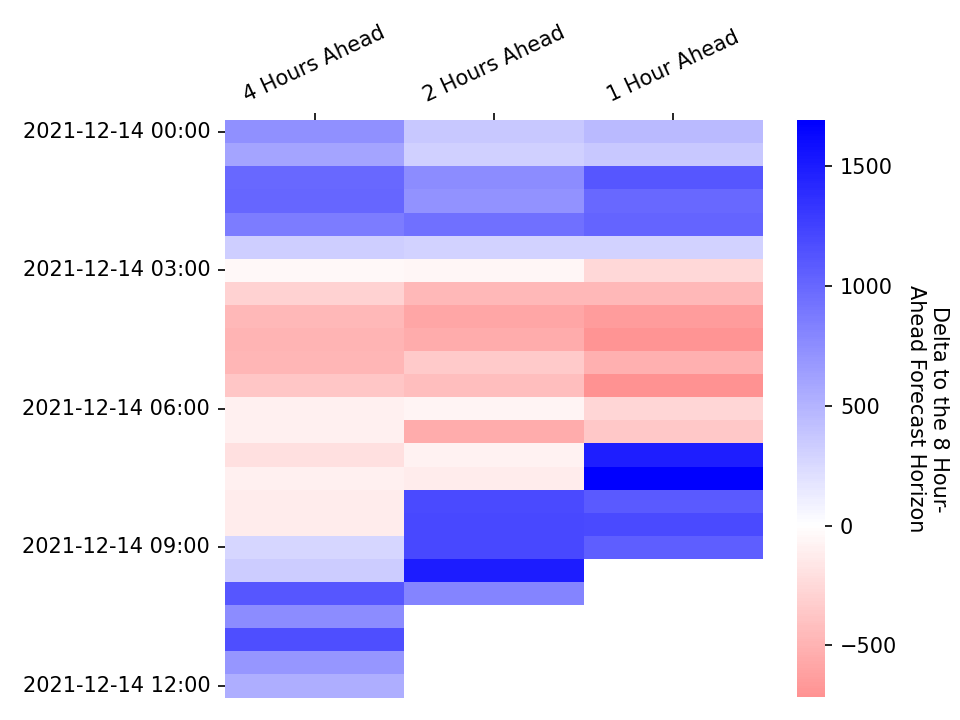 4 Hours Ahead
2 Hours Ahead
1 Hour Ahead
2021-12-14 00:00
2021-12-14 03:00
2021-12-14 06:00
2021-12-14 09:00
2021-12-14 12:00
1500
1000
500
0
−500
Delta to the 8 Hour-
Ahead Forecast Horizon